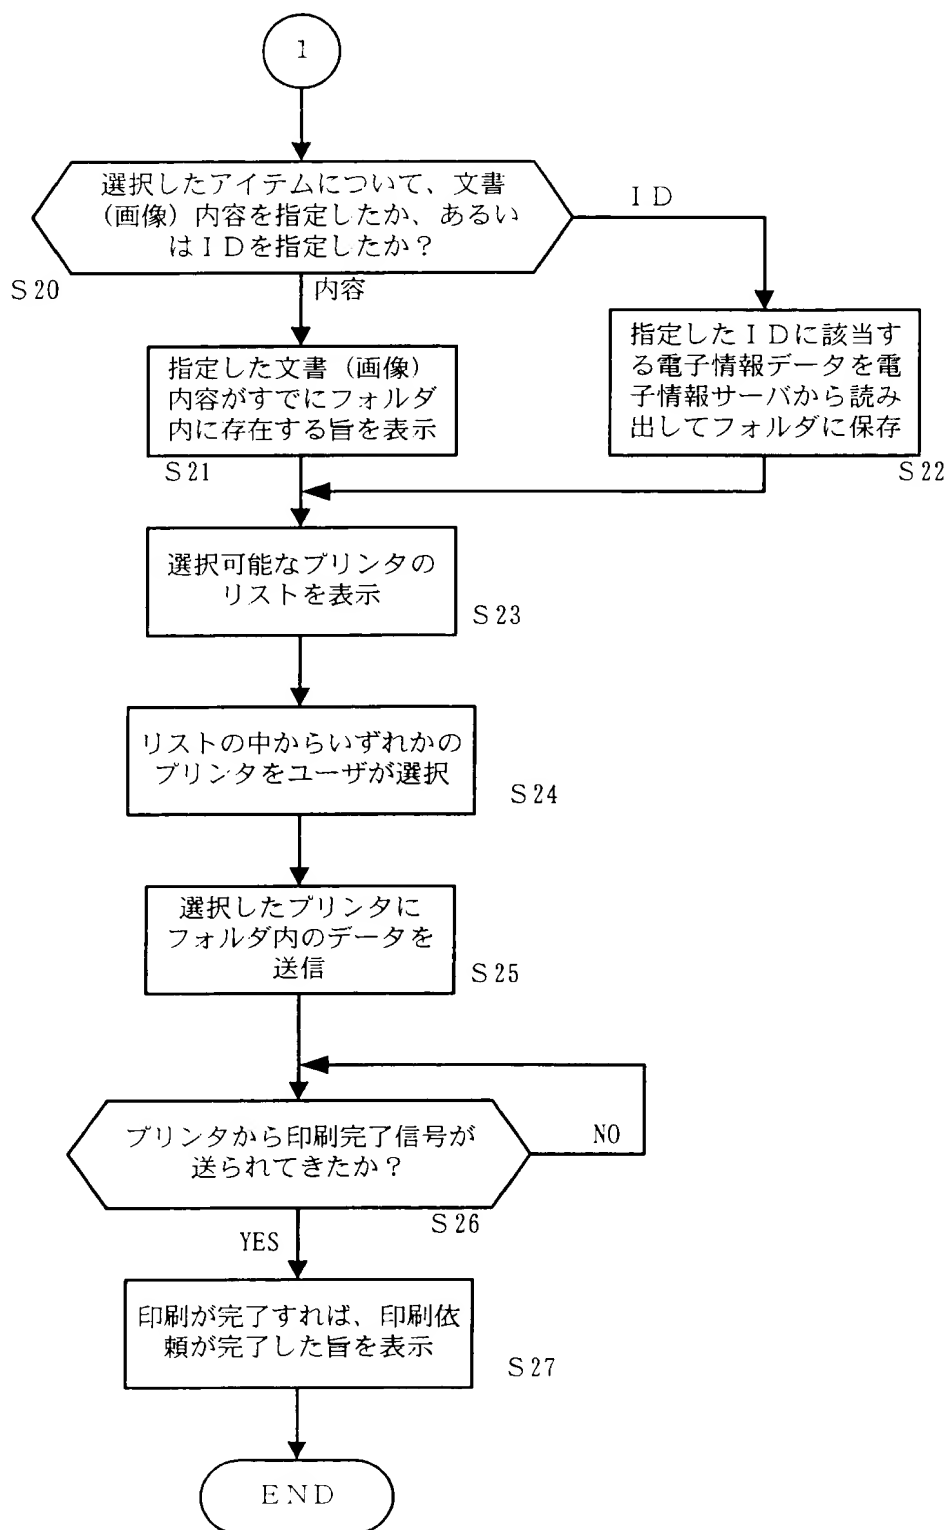 1
選択したアイテムについて、文書
(画像) 内容を指定したか、あるい
はＩＤを指定したか？
ＩＤ
Ｓ20
内容
指定した文書 (画像)
内容がすでにフォルダ
内に存在する旨を表示
Ｓ21
指定したＩＤに該当す
る電子情報データを電
子情報サーバから読み
出してフォルダに保存
Ｓ22
選択可能なプリンタの
リストを表示
Ｓ23
リストの中からいずれかの
プリンタをユーザが選択
Ｓ24
選択したプリンタに
フォルダ内のデータを
送信
Ｓ25
プリンタから印刷完了信号が
送られてきたか？
NO
Ｓ26
YES
印刷が完了すれば、印刷依
頼が完了した旨を表示
Ｓ27
ＥＮＤ